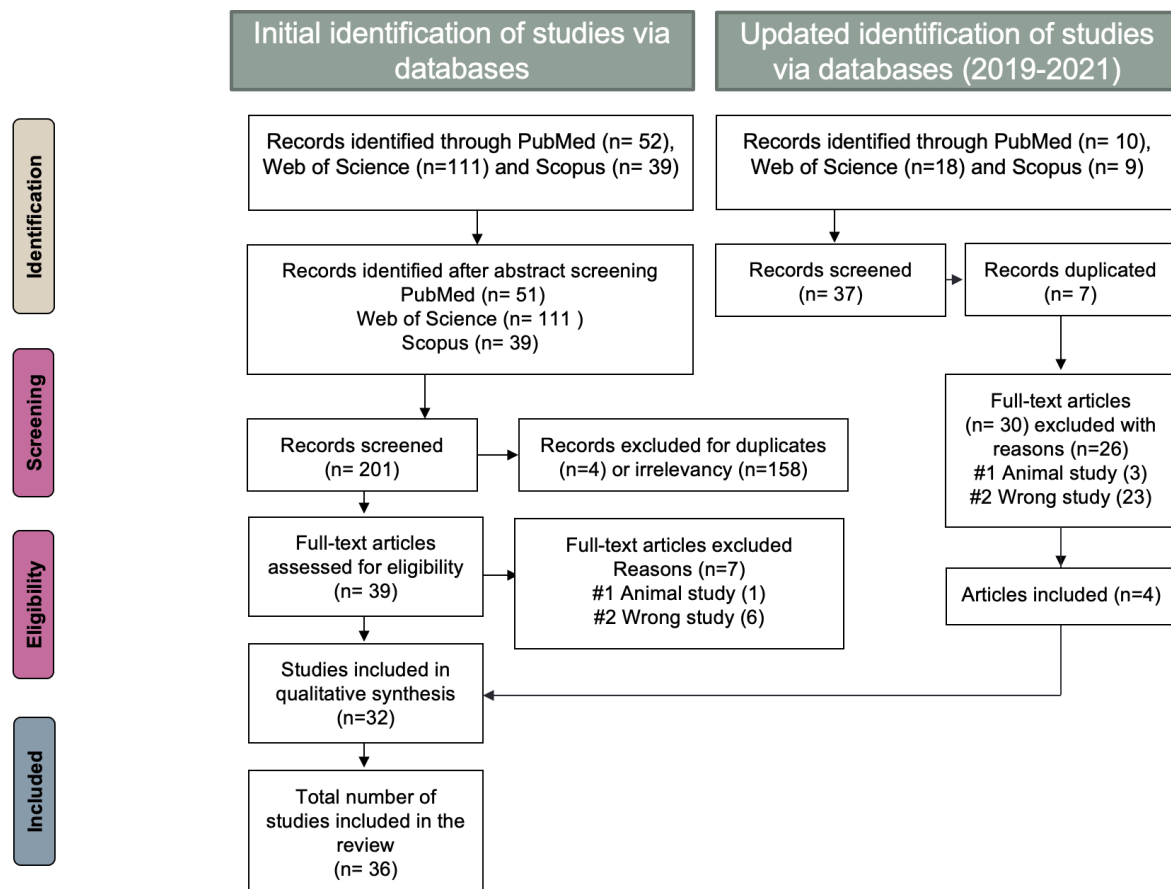 Initial identification of studies via
databases
Updated identification of studies
via databases (2019-2021)
Identification
Records identified through PubMed (n= 52),
Web of Science (n=111) and Scopus (n= 39)
Records identified through PubMed (n= 10),
Web of Science (n=18) and Scopus (n= 9)
Records identified after abstract screening
PubMed (n= 51)
Web of Science (n= 111 )
Scopus (n= 39)
Records screened
(n= 37)
Records duplicated
(n= 7)
Screening
Records screened
(n= 201)
Records excluded for duplicates
(n=4) or irrelevancy (n=158)
Full-text articles
(n= 30) excluded with
reasons (n=26)
#1 Animal study (3)
#2 Wrong study (23)
Eligibility
Full-text articles
assessed for eligibility
(n= 39)
Full-text articles excluded
Reasons (n=7)
#1 Animal study (1)
#2 Wrong study (6)
Articles included (n=4)
Studies included in
qualitative synthesis
(n=32)
Included
Total number of
studies included in the
review
(n= 36)